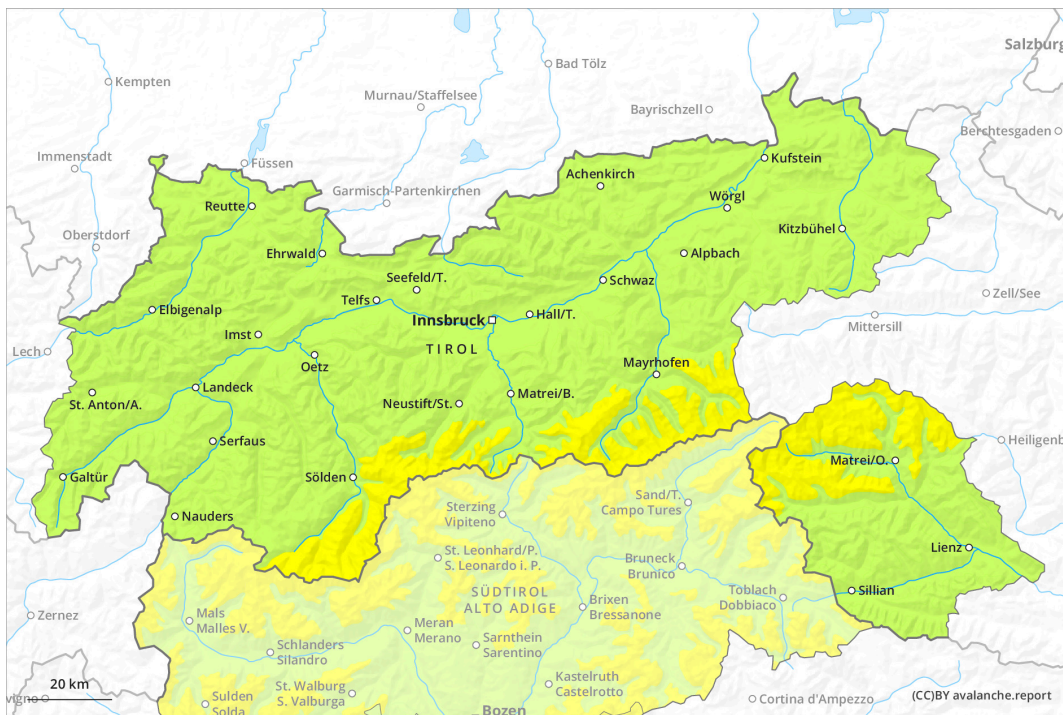 Salzburg
Kempten
Bad Tölz
Murnau/Staffelsee
Bayrischzell
Berchtesgaden
Immenstadt
Füssen
Kufstein
Garmisch-Partenkirchen
Achenkirch
Reutte
Wörgl
Oberstdorf
Kitzbühel
Ehrwald
Alpbach
Seefeld/T.
Schwaz
Zell/See
Telfs
Elbigenalp
Innsbruck
Hall/T.
Mittersill
Imst
Lech
TIROL
Oetz
Mayrhofen
Landeck
St. Anton/A.
Neustift/St.
Matrei/B.
Serfaus
Heiligenb
Matrei/O.
Galtür
Sölden
Sand/T.
Campo Tures
Sterzing
Vipiteno
Nauders
Lienz
St. Leonhard/P.
S. Leonardo i. P.
Bruneck
Brunico
SÜDTIROL
ALTO ADIGE
Toblach
Dobbiaco
Sillian
Brixen
Bressanone
Zernez
Mals
Malles V.
Meran
Merano
Schlanders
Silandro
Sarnthein
Sarentino
20 km
St. Walburg
S. Valburga
Kastelruth
Castelrotto
vigno
Sulden
Solda
Cortina d'Ampezzo
(CC)BY avalanche.report
Bozen